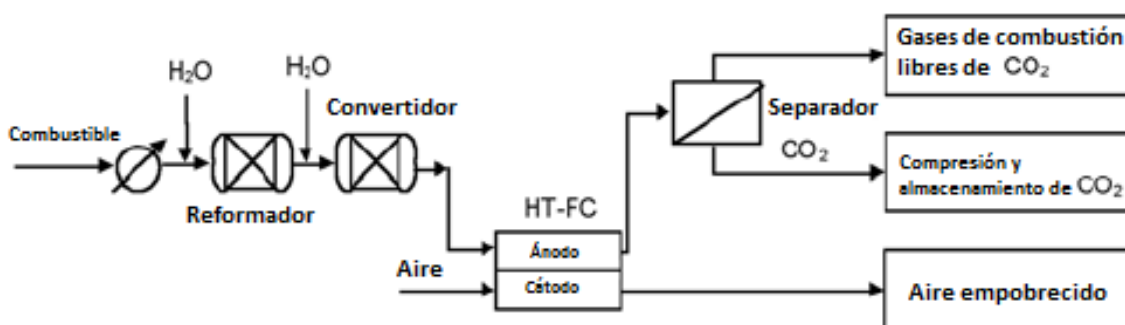 Combustible
H₂O
H₂O
Convertidor
Reformador
HT-FC
Ánodo
Cátodo
Aire
Separador
CO₂
Gases de combustión
libres de CO₂
Compresión y
almacenamiento de CO₂
Aire empobrecido